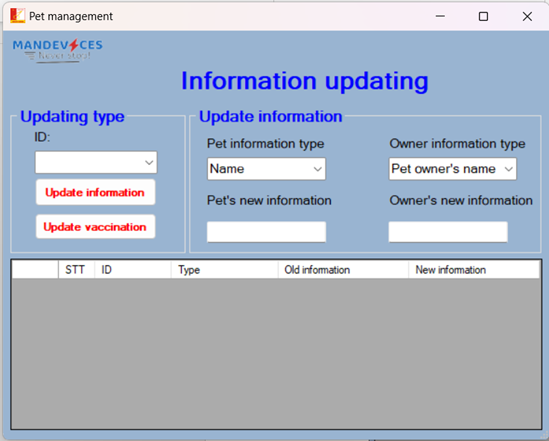 Pet management
MANDEVICES
Information updating
Updating type
ID:
Update information
Update vaccination
Update information
Pet information type
Owner information type
Name
Pet owner's name
Pet's new information
Owner's new information
STT ID Type Old information New information